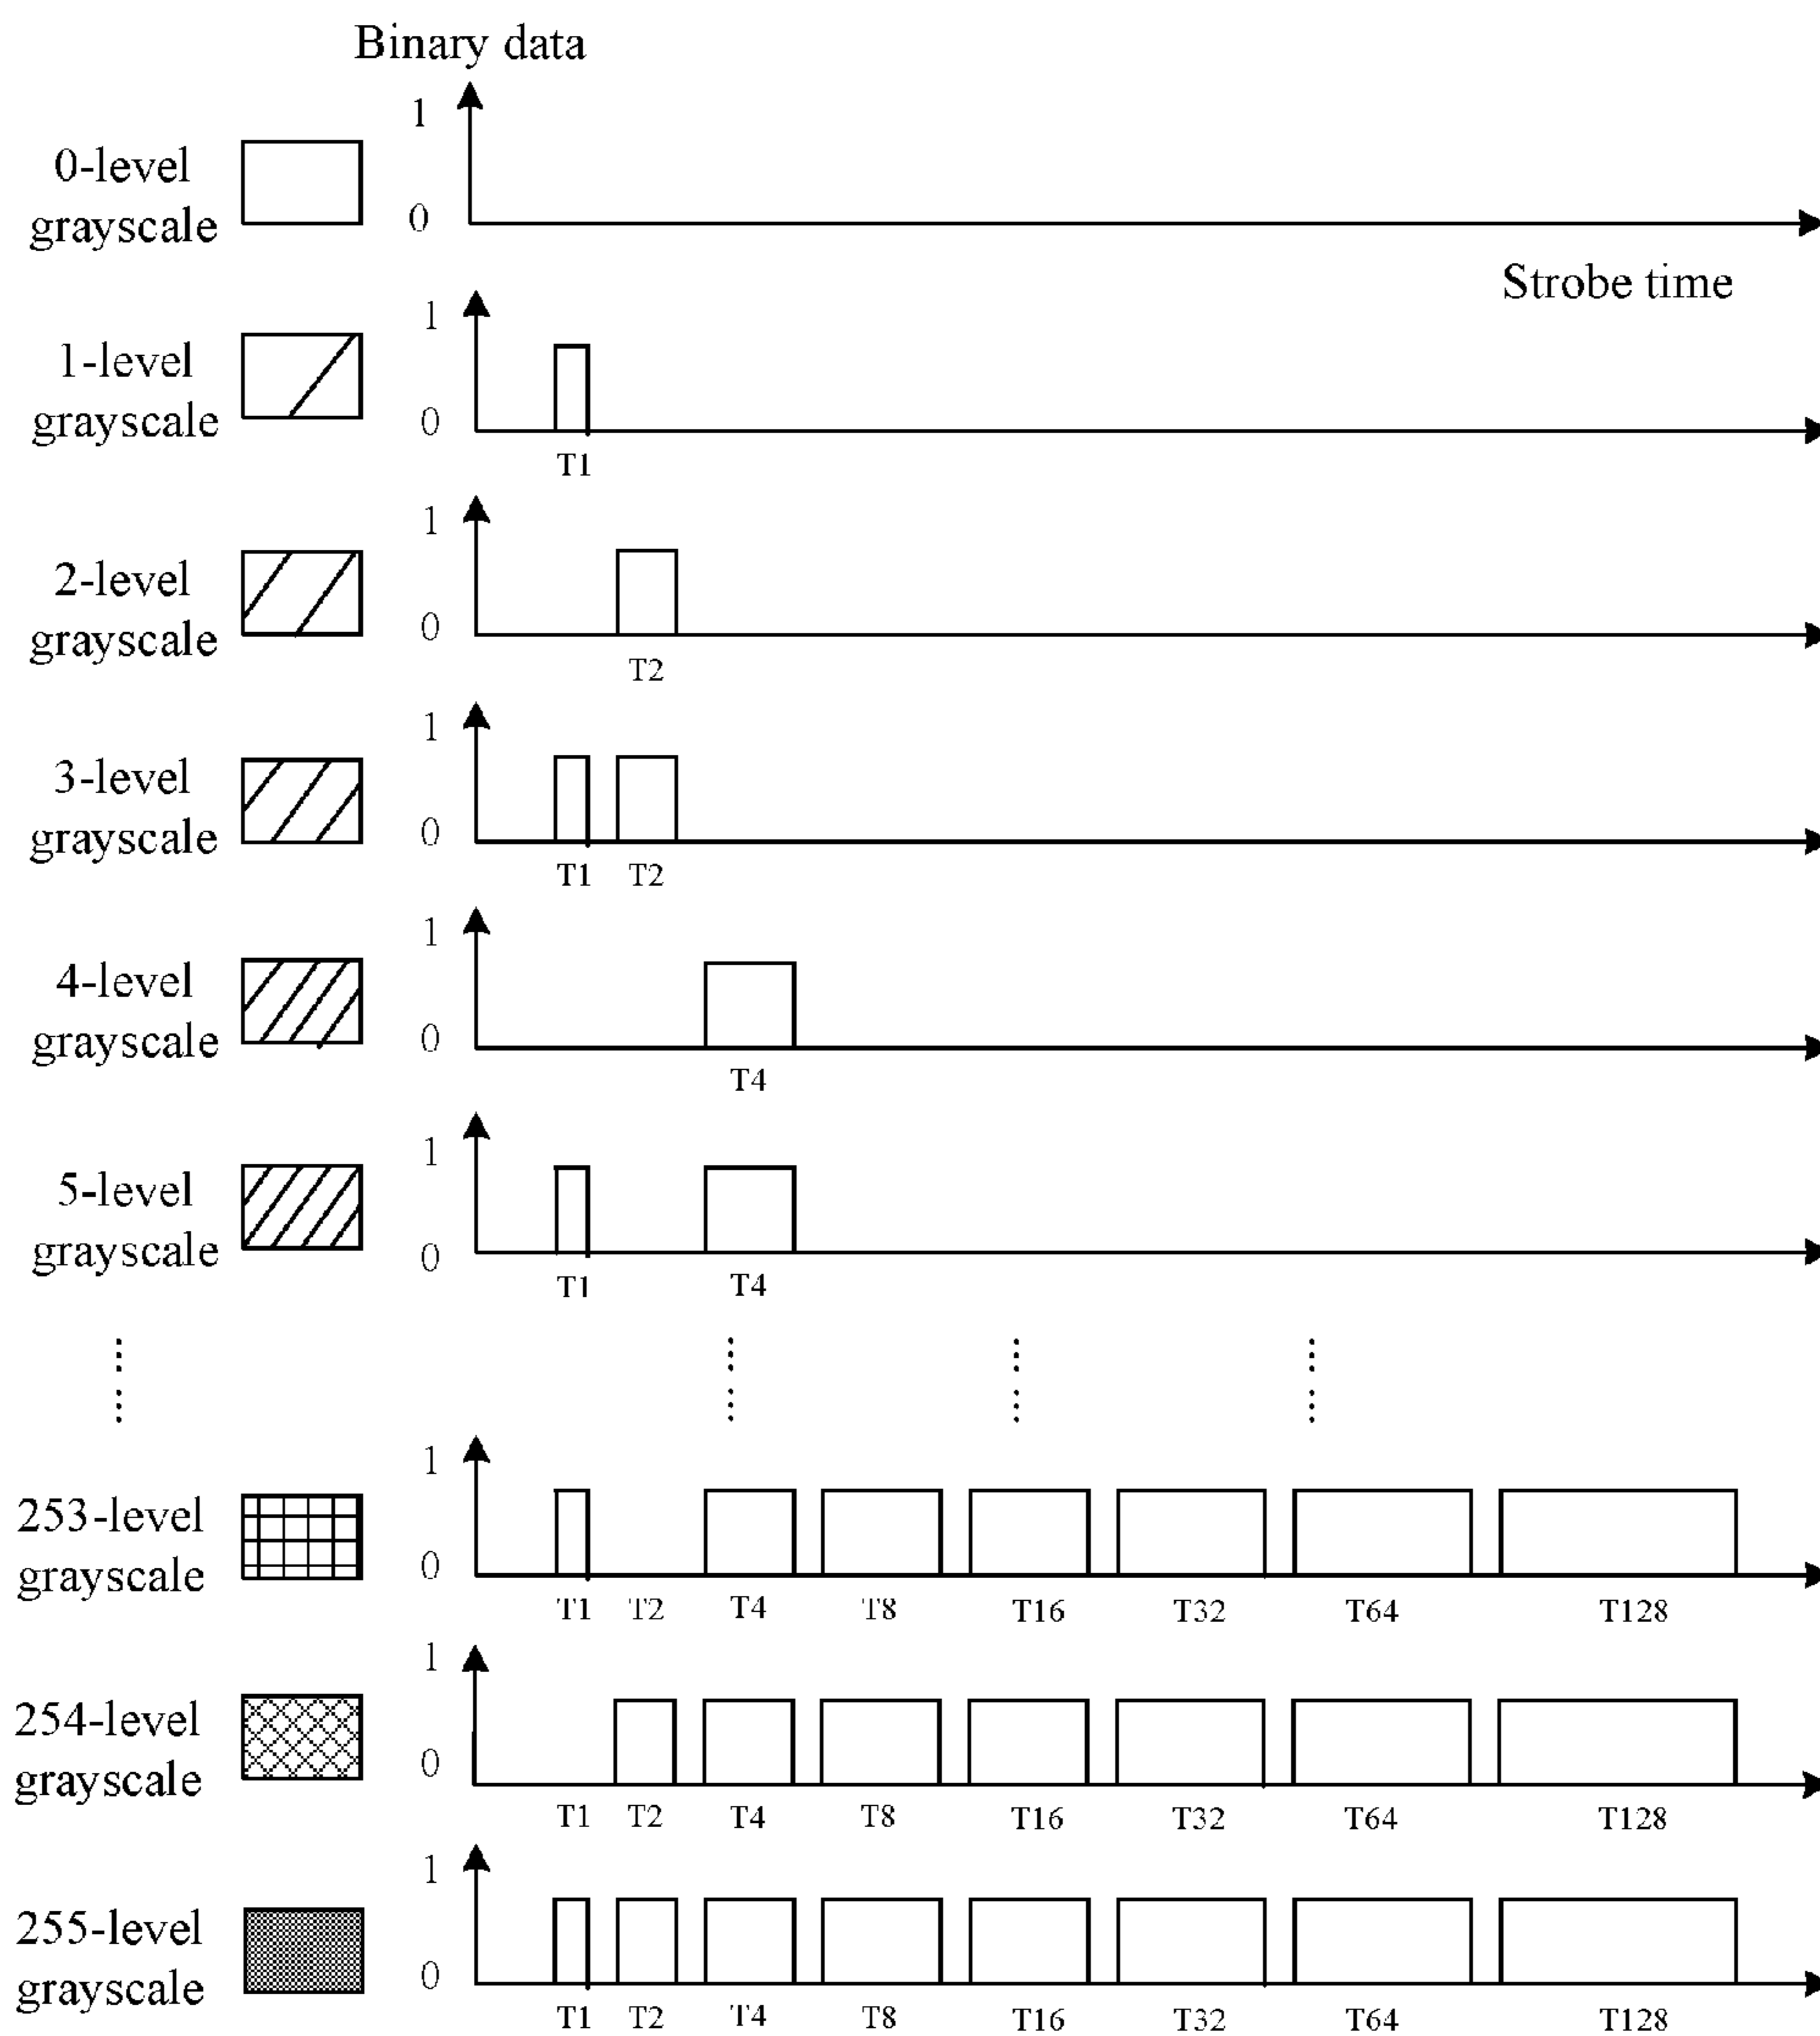 Binary data
1
0-level
grayscale
0
Strobe time
1
1-level
grayscale
0
T1
1
2-level
grayscale
0
T2
1
3-level
grayscale
0
T1 T2
1
4-level
grayscale
0
T4
1
5-level
grayscale
0
T1 T4
1
253-level
grayscale
0
T1 T2 T4 T8 T16 T32 T64 T128
1
254-level
grayscale
0
T1 T2 T4 T8 T16 T32 T64 T128
1
255-level
grayscale
0
T1 T2 T4 T8 T16 T32 T64 T128